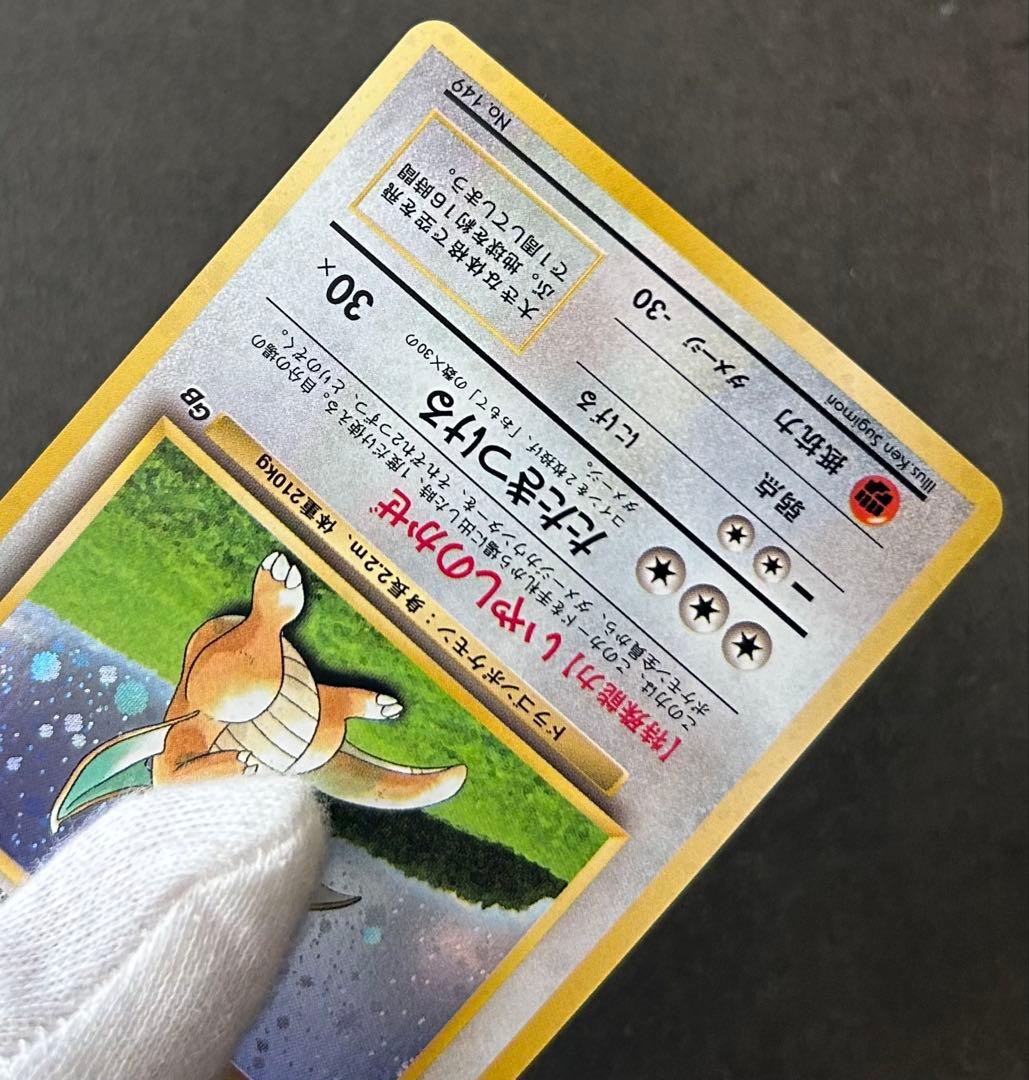 GB
ドラゴンポケモン：身長2.2m、体重210kg
［特殊能力］いやしのかぜ
この力は、このカードを手札から場に出した時、1度だけ使える。自分の場の
ポケモン全員から、ダメージカウンターを、それぞれ2つずつ、とりのぞく。
たたきつける 30×
コインを2枚投げ、「おもて」の数×30の
ダメージ。
弱点
にげる
抵抗力
ダメージ -30
大きな体格で空を飛
ぶ。地球を約16時間
で1周してしまう。
Illus. Ken Sugimori
No.149